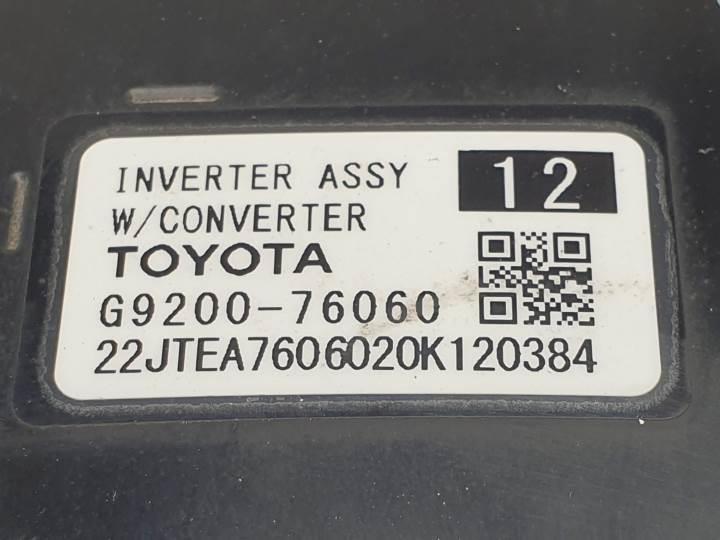 INVERTER ASSY
12
W/CONVERTER
TOYOTA
G9200-76060
22JTEA7606020K120384